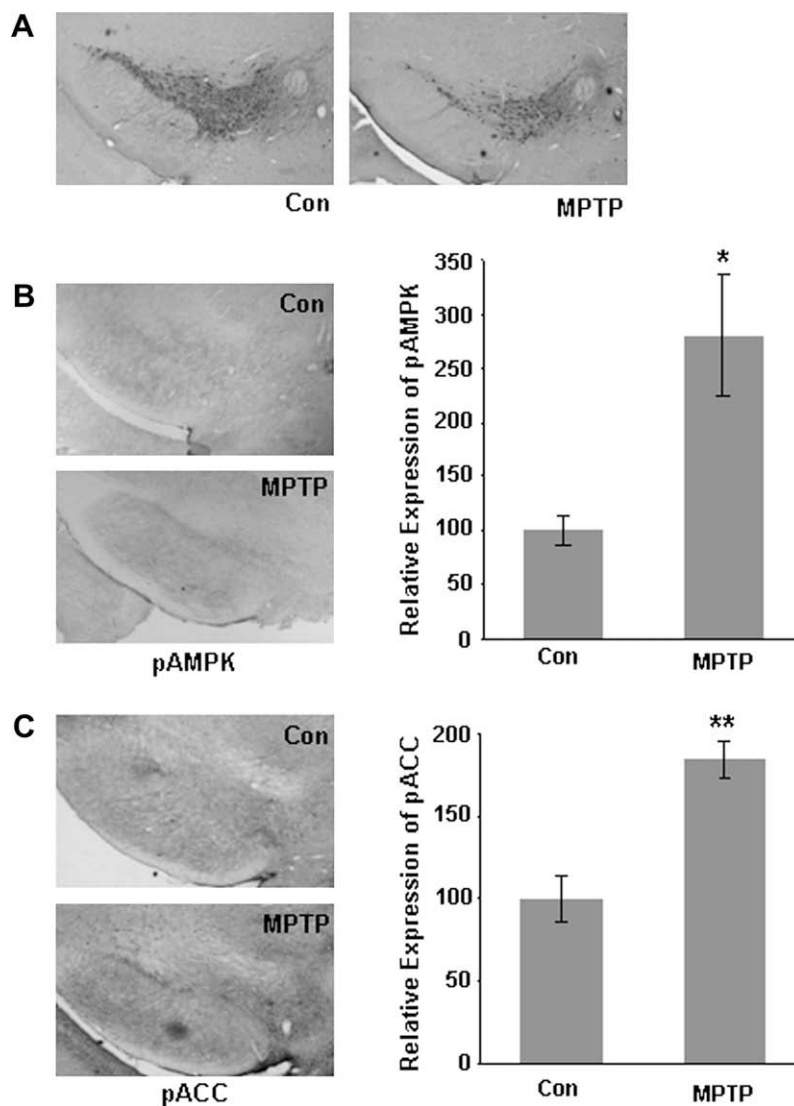 A
Con
MPTP
B
Con
MPTP
pAMPK
Relative Expression of pAMPK
350
300
250
200
150
100
50
0
*
Con
MPTP
C
Con
MPTP
pACC
Relative Expression of pACC
200
150
100
50
0
**
Con
MPTP